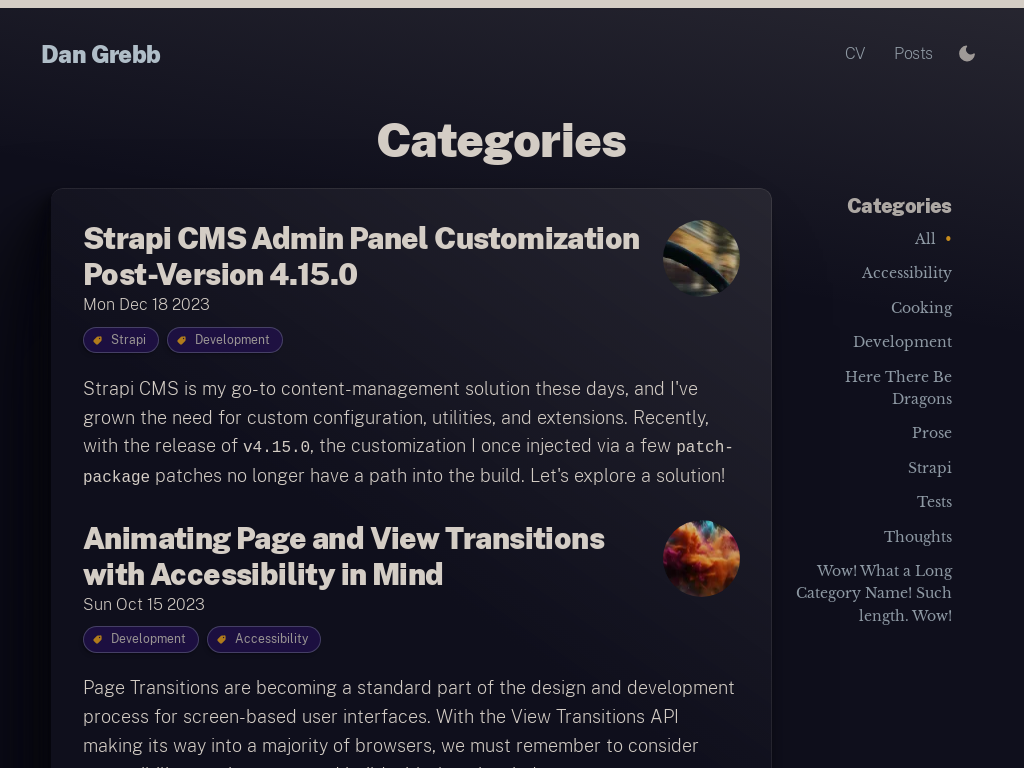 Dan Grebb
CV
Posts
Categories
Strapi CMS Admin Panel Customization
Post-Version 4.15.0
Mon Dec 18 2023
Strapi
Development
Strapi CMS is my go-to content-management solution these days, and I've
grown the need for custom configuration, utilities, and extensions. Recently,
with the release of v4.15.0, the customization I once injected via a few patch-
package patches no longer have a path into the build. Let's explore a solution!
Animating Page and View Transitions
with Accessibility in Mind
Sun Oct 15 2023
Development
Accessibility
Page Transitions are becoming a standard part of the design and development
process for screen-based user interfaces. With the View Transitions API
making its way into a majority of browsers, we must remember to consider
Categories
All
Accessibility
Cooking
Development
Here There Be
Dragons
Prose
Strapi
Tests
Thoughts
Wow! What a Long
Category Name! Such
length. Wow!